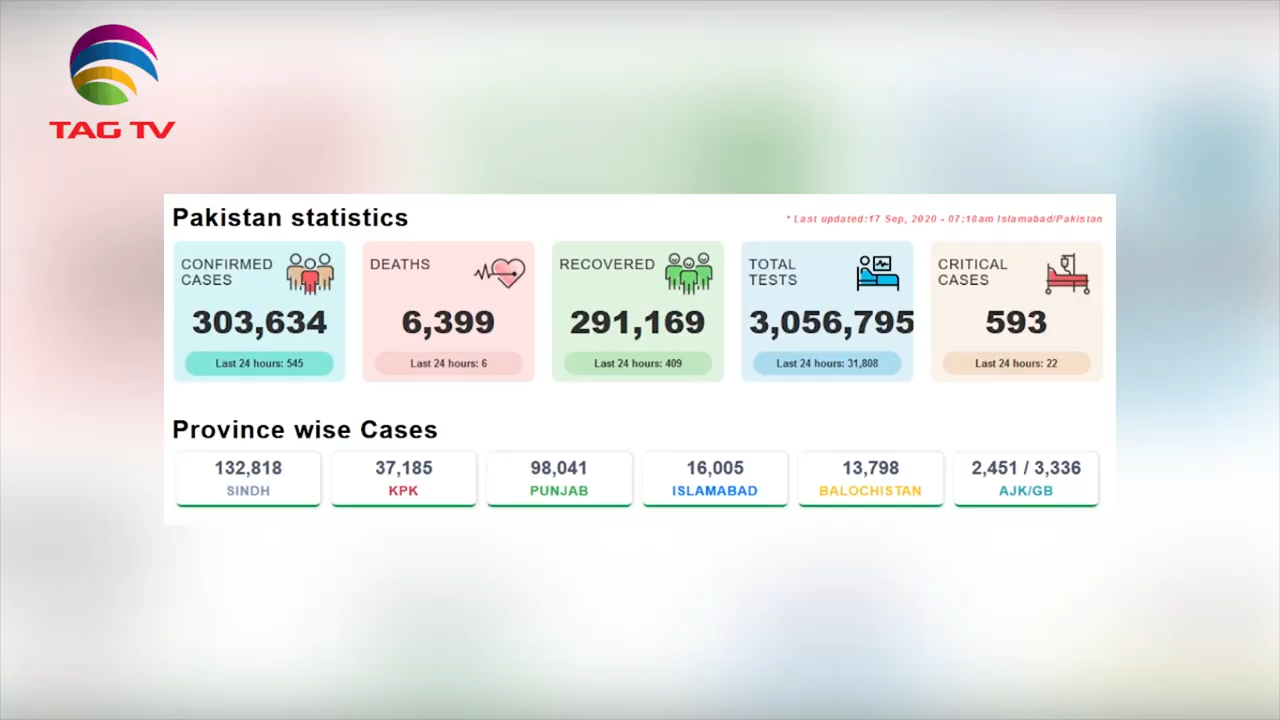 TAG TV
Pakistan statistics
* Last updated:17 Sep, 2020 - 07:18am Islamabad/Pakistan
CONFIRMED
CASES
303,634
Last 24 hours: 545
DEATHS
6,399
Last 24 hours: 6
RECOVERED
291,169
Last 24 hours: 409
TOTAL
TESTS
3,056,795
Last 24 hours: 31,808
CRITICAL
CASES
593
Last 24 hours: 22
Province wise Cases
132,818
SINDH
37,185
KPK
98,041
PUNJAB
16,005
ISLAMABAD
13,798
BALOCHISTAN
2,451 / 3,336
AJK/GB